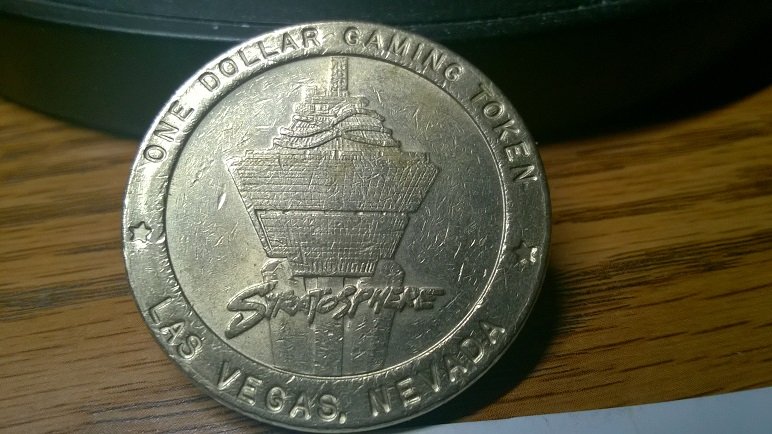 ONE DOLLAR GAMING TOKEN
STRATOSPHERE
LAS VEGAS, NEVADA